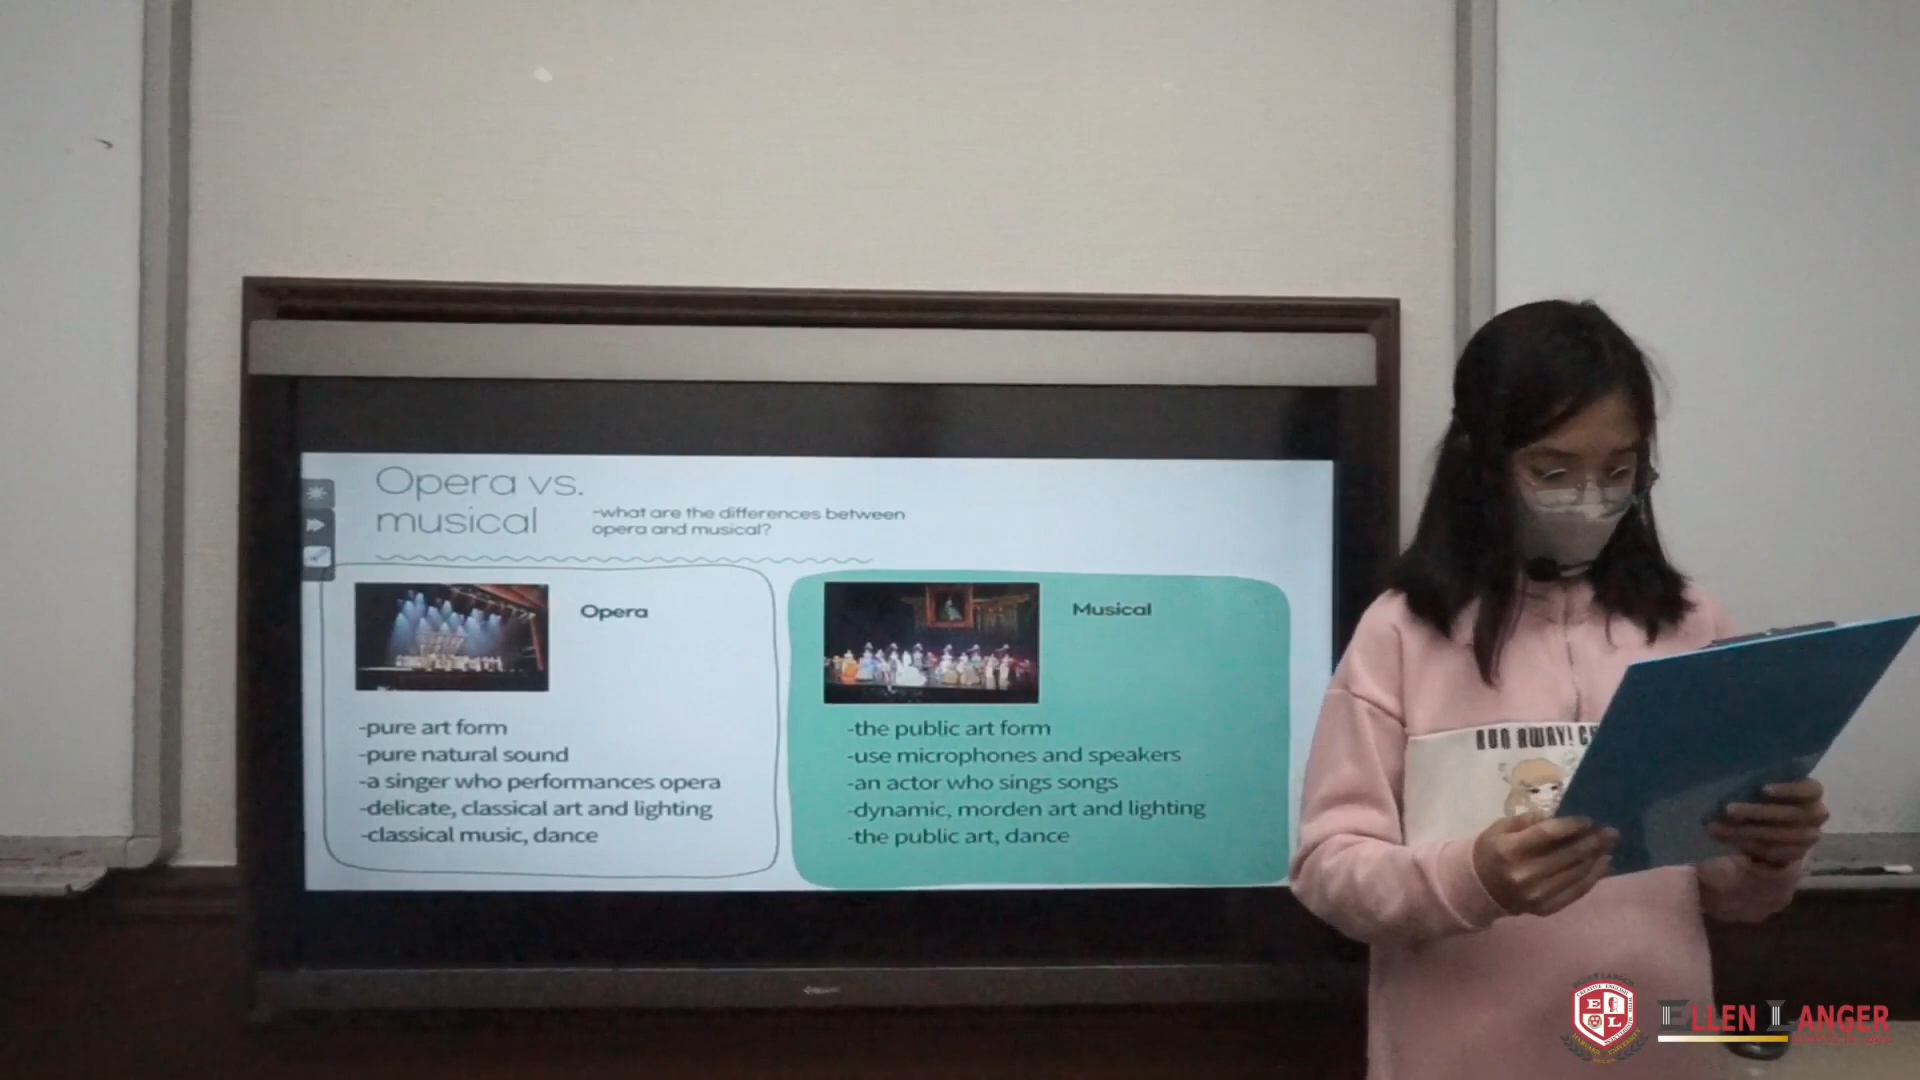 Opera vs.
musical
-what are the differences between
opera and musical?
Opera
-pure art form
-pure natural sound
-a singer who performances opera
-delicate, classical art and lighting
-classical music, dance
Musical
-the public art form
-use microphones and speakers
-an actor who sings songs
-dynamic, morden art and lighting
-the public art, dance
RUN AWAY!
E L
ELLEN LANGER